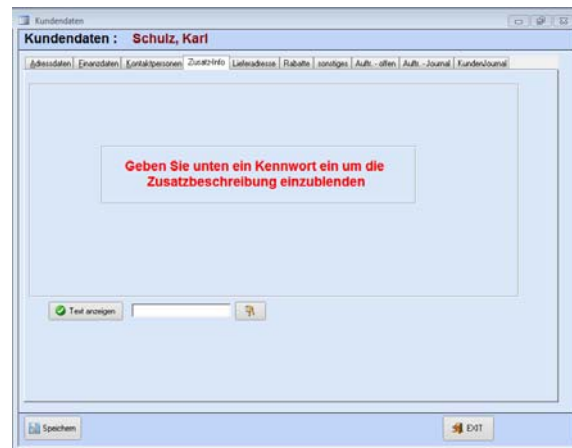 Kundendaten
Kundendaten : Schulz, Karl
Adressdaten Finanzdaten Kontaktpersonen Zusatz-Info Lieferadresse Rabatte sonstiges Auftr. - offen Auftr. - Journal KundenJournal
Geben Sie unten ein Kennwort ein um die
Zusatzbeschreibung einzublenden
Text anzeigen
Speichern EXIT